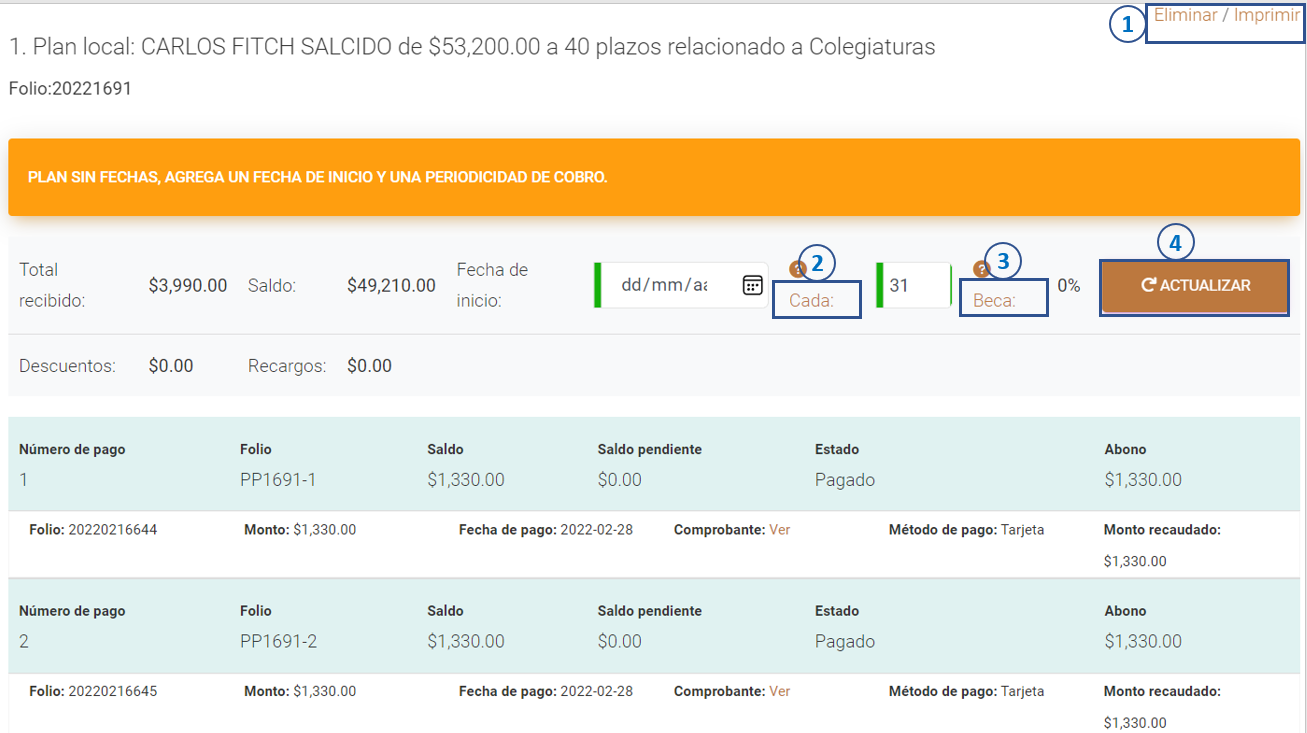 1 Eliminar / Imprimir
1. Plan local: CARLOS FITCH SALCIDO de $53,200.00 a 40 plazos relacionado a Colegiaturas
Folio:20221691
PLAN SIN FECHAS, AGREGA UN FECHA DE INICIO Y UNA PERIODICIDAD DE COBRO.
4
? 2 ? 3
Total recibido: $3,990.00 Saldo: $49,210.00 Fecha de inicio: dd/mm/aa Cada: 31 Beca: 0% ACTUALIZAR
Descuentos: $0.00 Recargos: $0.00
Número de pago Folio Saldo Saldo pendiente Estado Abono
1 PP1691-1 $1,330.00 $0.00 Pagado $1,330.00
Folio: 20220216644 Monto: $1,330.00 Fecha de pago: 2022-02-28 Comprobante: Ver Método de pago: Tarjeta Monto recaudado:
$1,330.00
Número de pago Folio Saldo Saldo pendiente Estado Abono
2 PP1691-2 $1,330.00 $0.00 Pagado $1,330.00
Folio: 20220216645 Monto: $1,330.00 Fecha de pago: 2022-02-28 Comprobante: Ver Método de pago: Tarjeta Monto recaudado:
$1,330.00